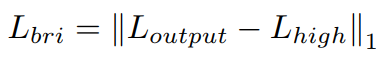 L_{bri} = \|L_{output} - L_{high}\|_1